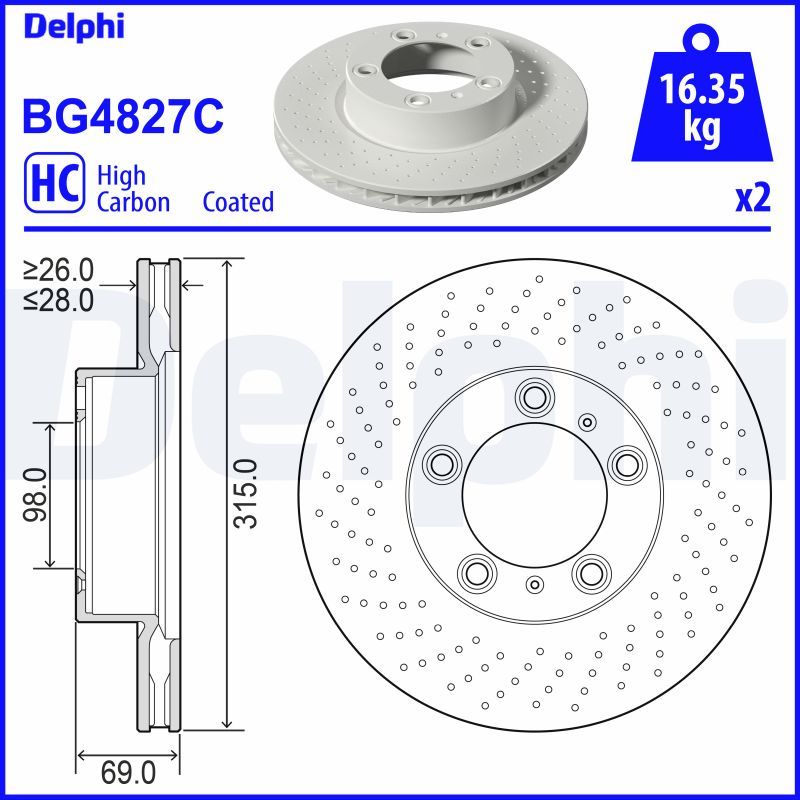 Delphi
BG4827C
HC High Carbon
Coated
16.35 kg
x2
≥26.0
≤28.0
98.0
315.0
69.0
Delphi